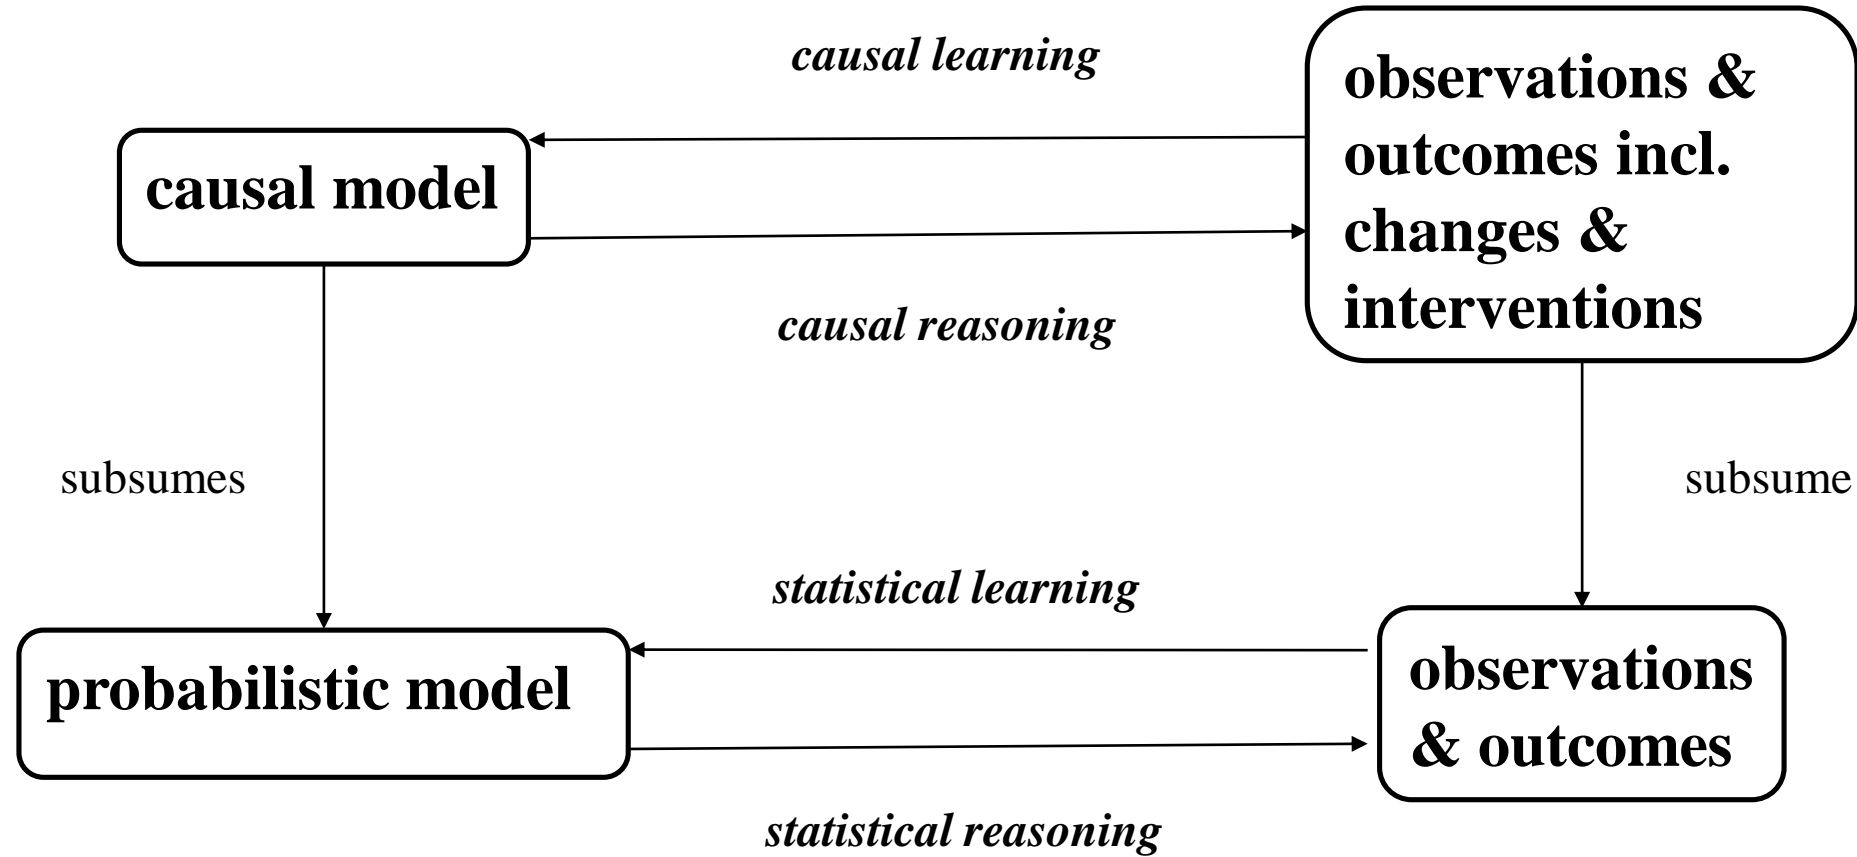 causal learning
observations &
outcomes incl.
changes &
interventions
causal model
causal reasoning
subsumes
subsume
statistical learning
probabilistic model
observations
& outcomes
statistical reasoning